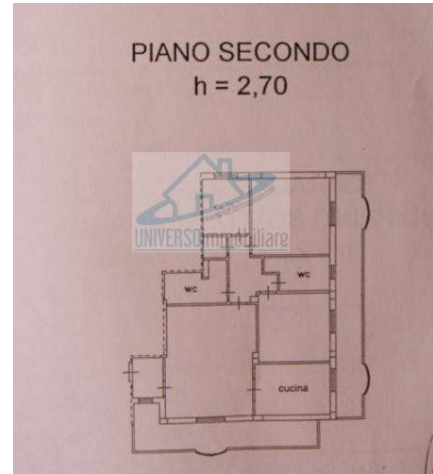 PIANO SECONDO
h = 2,70
UNIVERSO immobiliare
wc
wc
cucina